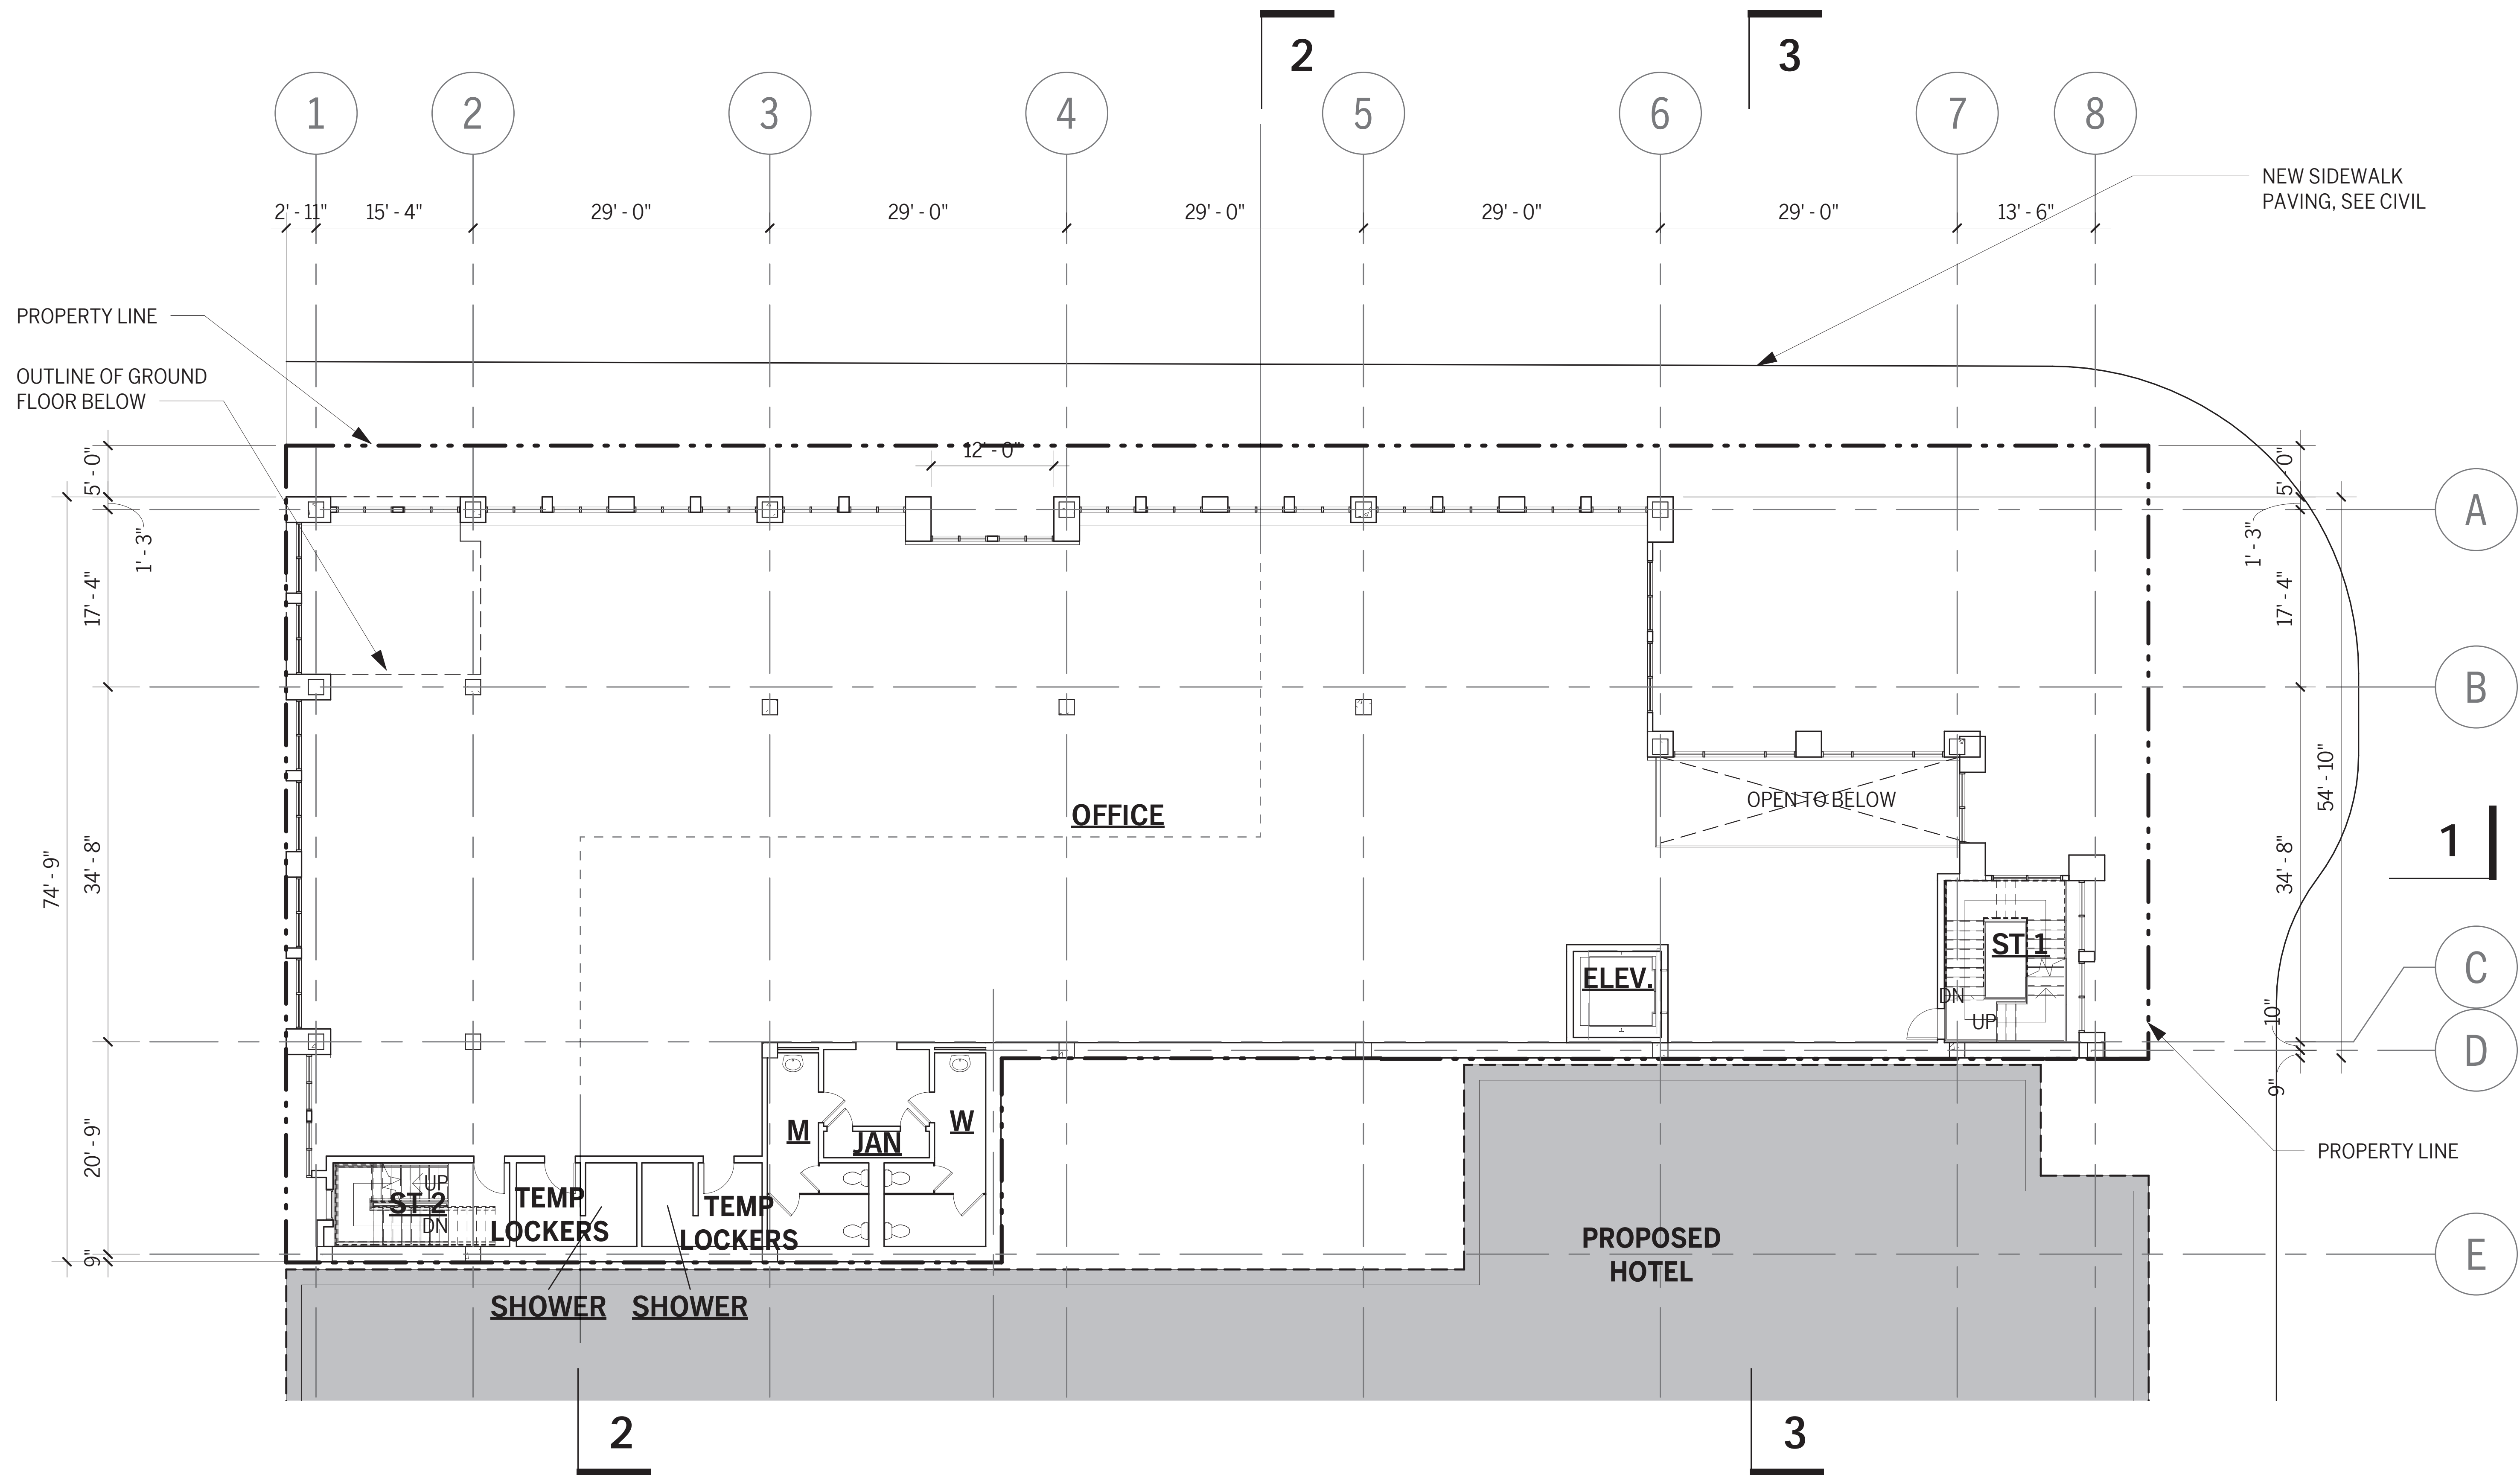 2
3
1
2
3
4
5
6
7
8
NEW SIDEWALK
PAVING, SEE CIVIL
2' - 11"
15' - 4"
29' - 0"
29' - 0"
29' - 0"
29' - 0"
29' - 0"
13' - 6"
PROPERTY LINE
OUTLINE OF GROUND
FLOOR BELOW
12' - 0"
5' - 0"
5' - 0"
A
1' - 3"
1' - 3"
17' - 4"
17' - 4"
B
54' - 10"
OPEN TO BELOW
OFFICE
1
74' - 9"
34' - 8"
34' - 8"
ST 1
ELEV.
C
DN
UP
10"
D
9"
M
W
JAN
20' - 9"
PROPERTY LINE
UP
ST 2
DN
TEMP
LOCKERS
TEMP
LOCKERS
PROPOSED
HOTEL
9"
E
SHOWER
SHOWER
2
3